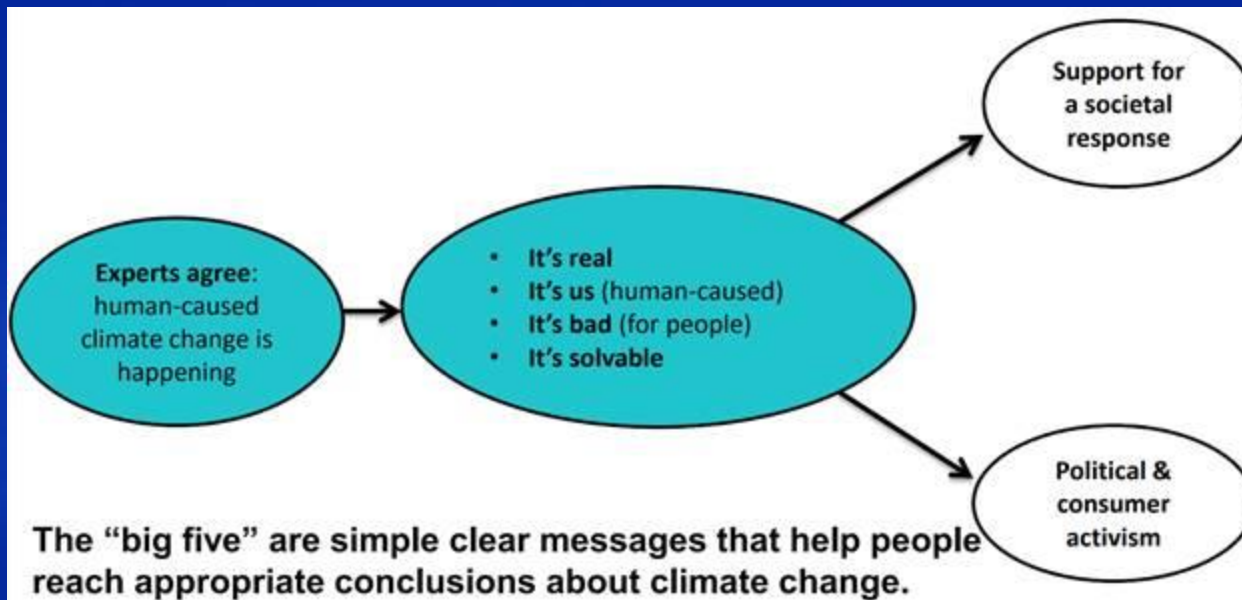 Support for
a societal
response
Experts agree:
human-caused
climate change is
happening
• It's real
• It's us (human-caused)
• It's bad (for people)
• It's solvable
Political &
consumer
activism
The “big five” are simple clear messages that help people
reach appropriate conclusions about climate change.